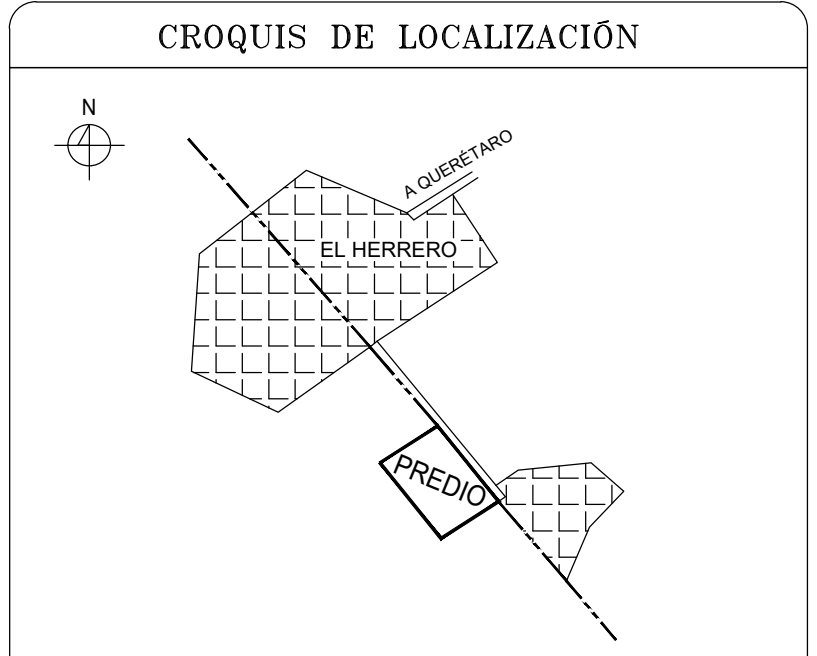 CROQUIS DE LOCALIZACIÓN
N
A QUERÉTARO
EL HERRERO
PREDIO